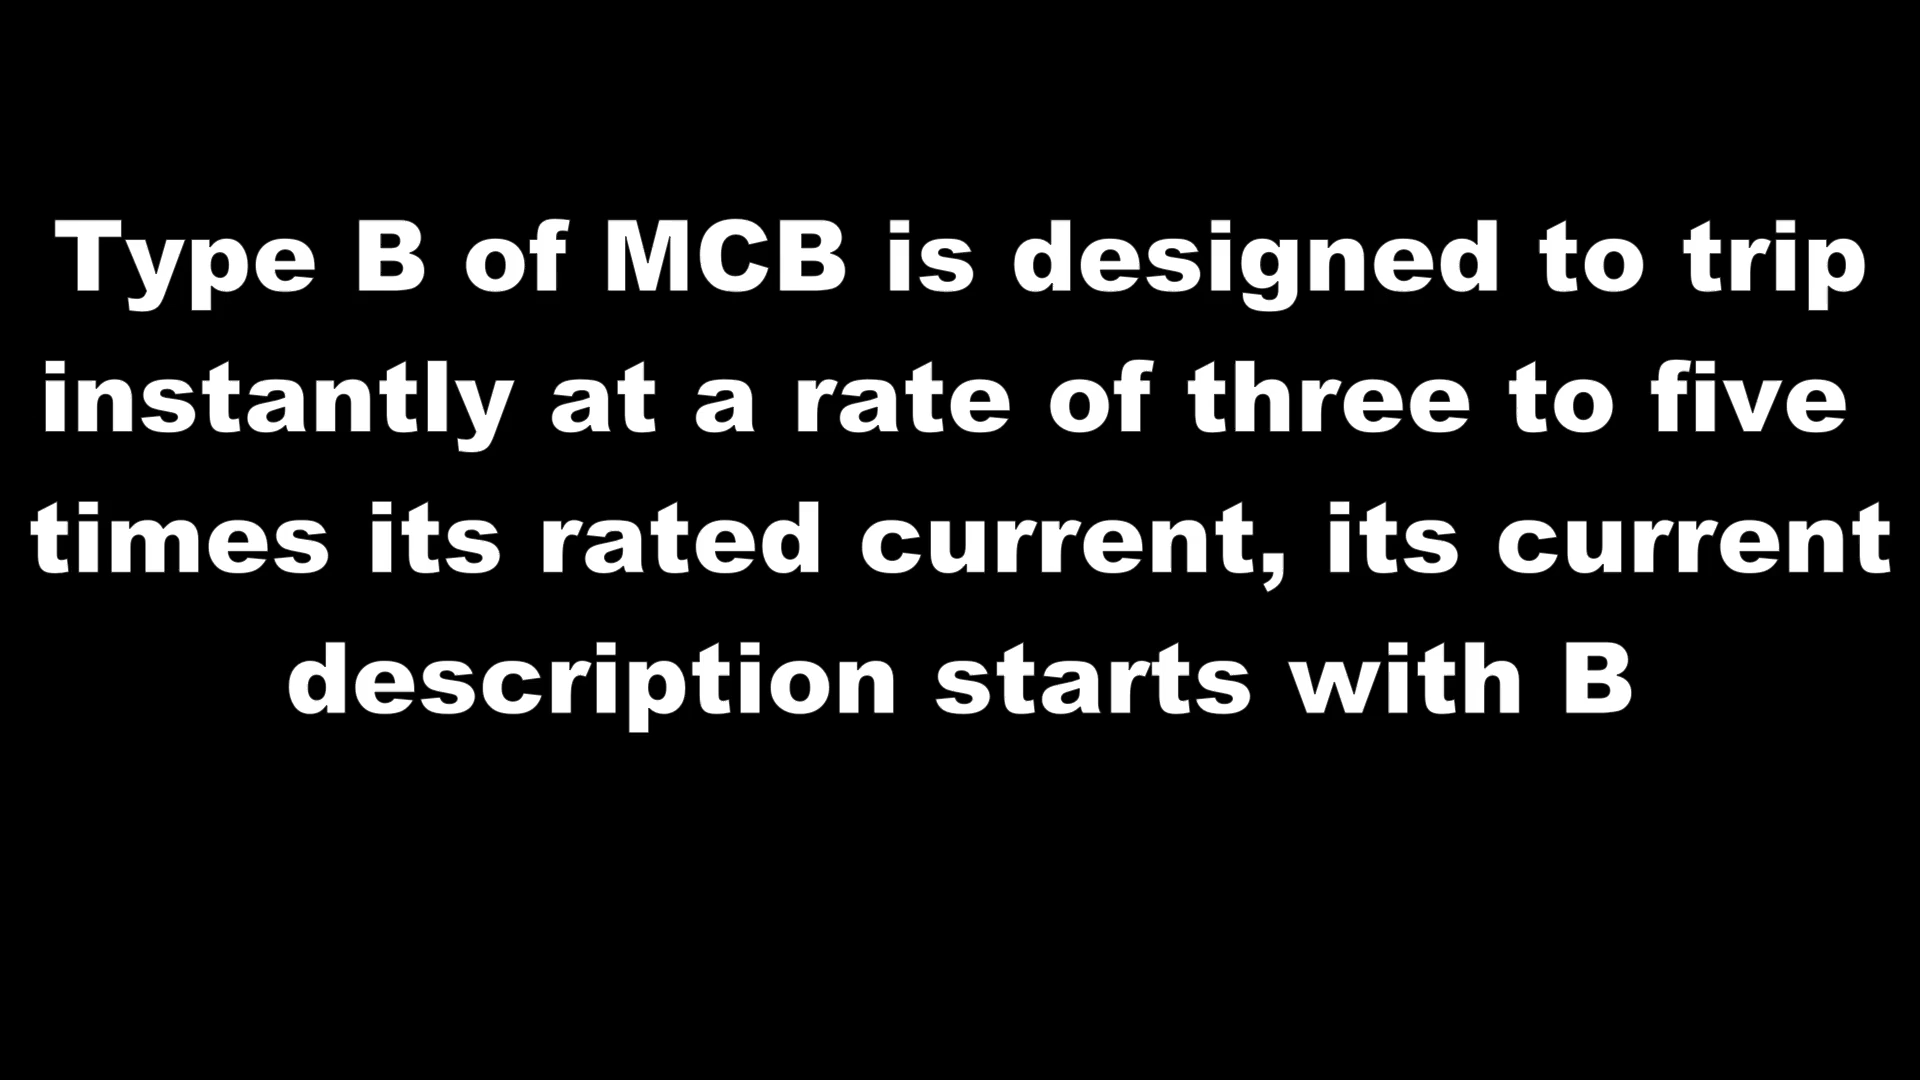 Type B of MCB is designed to trip
instantly at a rate of three to five
times its rated current, its current
description starts with B